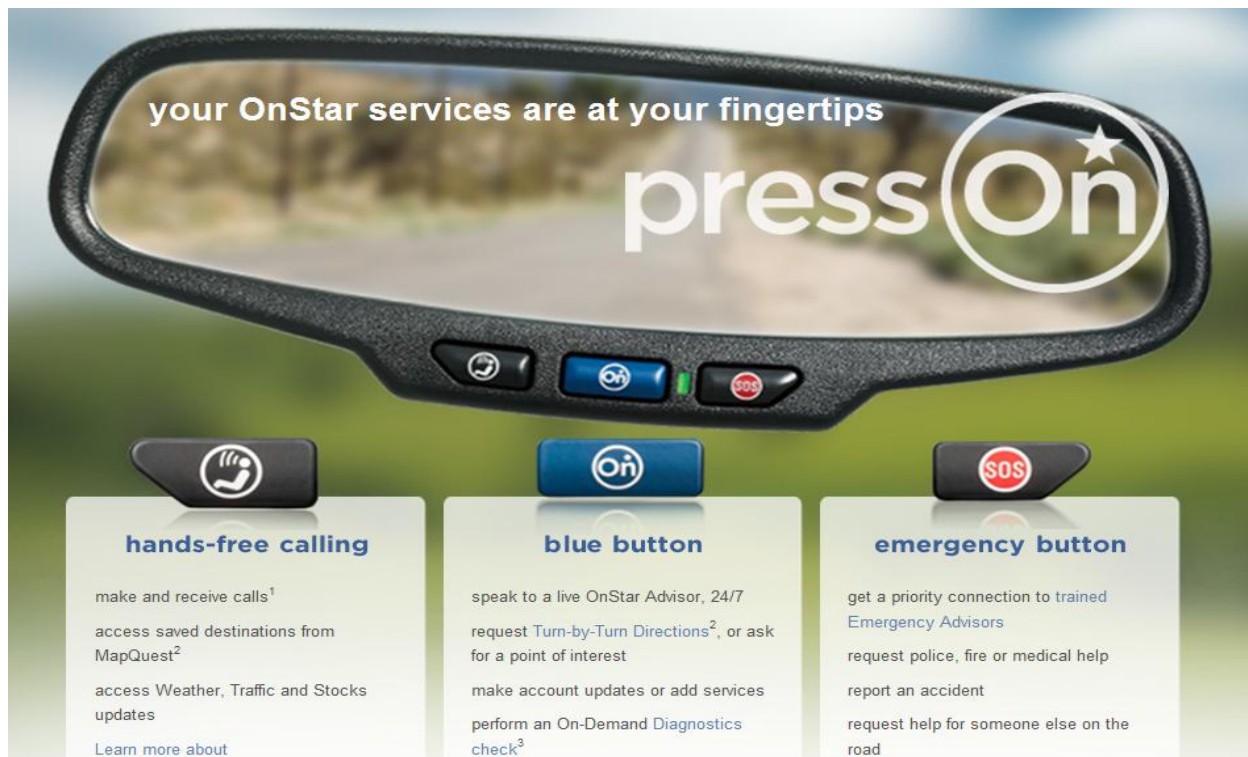 your OnStar services are at your fingertips
press On
On
SOS
On
SOS
hands-free calling
make and receive calls¹
access saved destinations from
MapQuest²
access Weather, Traffic and Stocks
updates
Learn more about
blue button
speak to a live OnStar Advisor, 24/7
request Turn-by-Turn Directions², or ask
for a point of interest
make account updates or add services
perform an On-Demand Diagnostics
check³
emergency button
get a priority connection to trained
Emergency Advisors
request police, fire or medical help
report an accident
request help for someone else on the
road